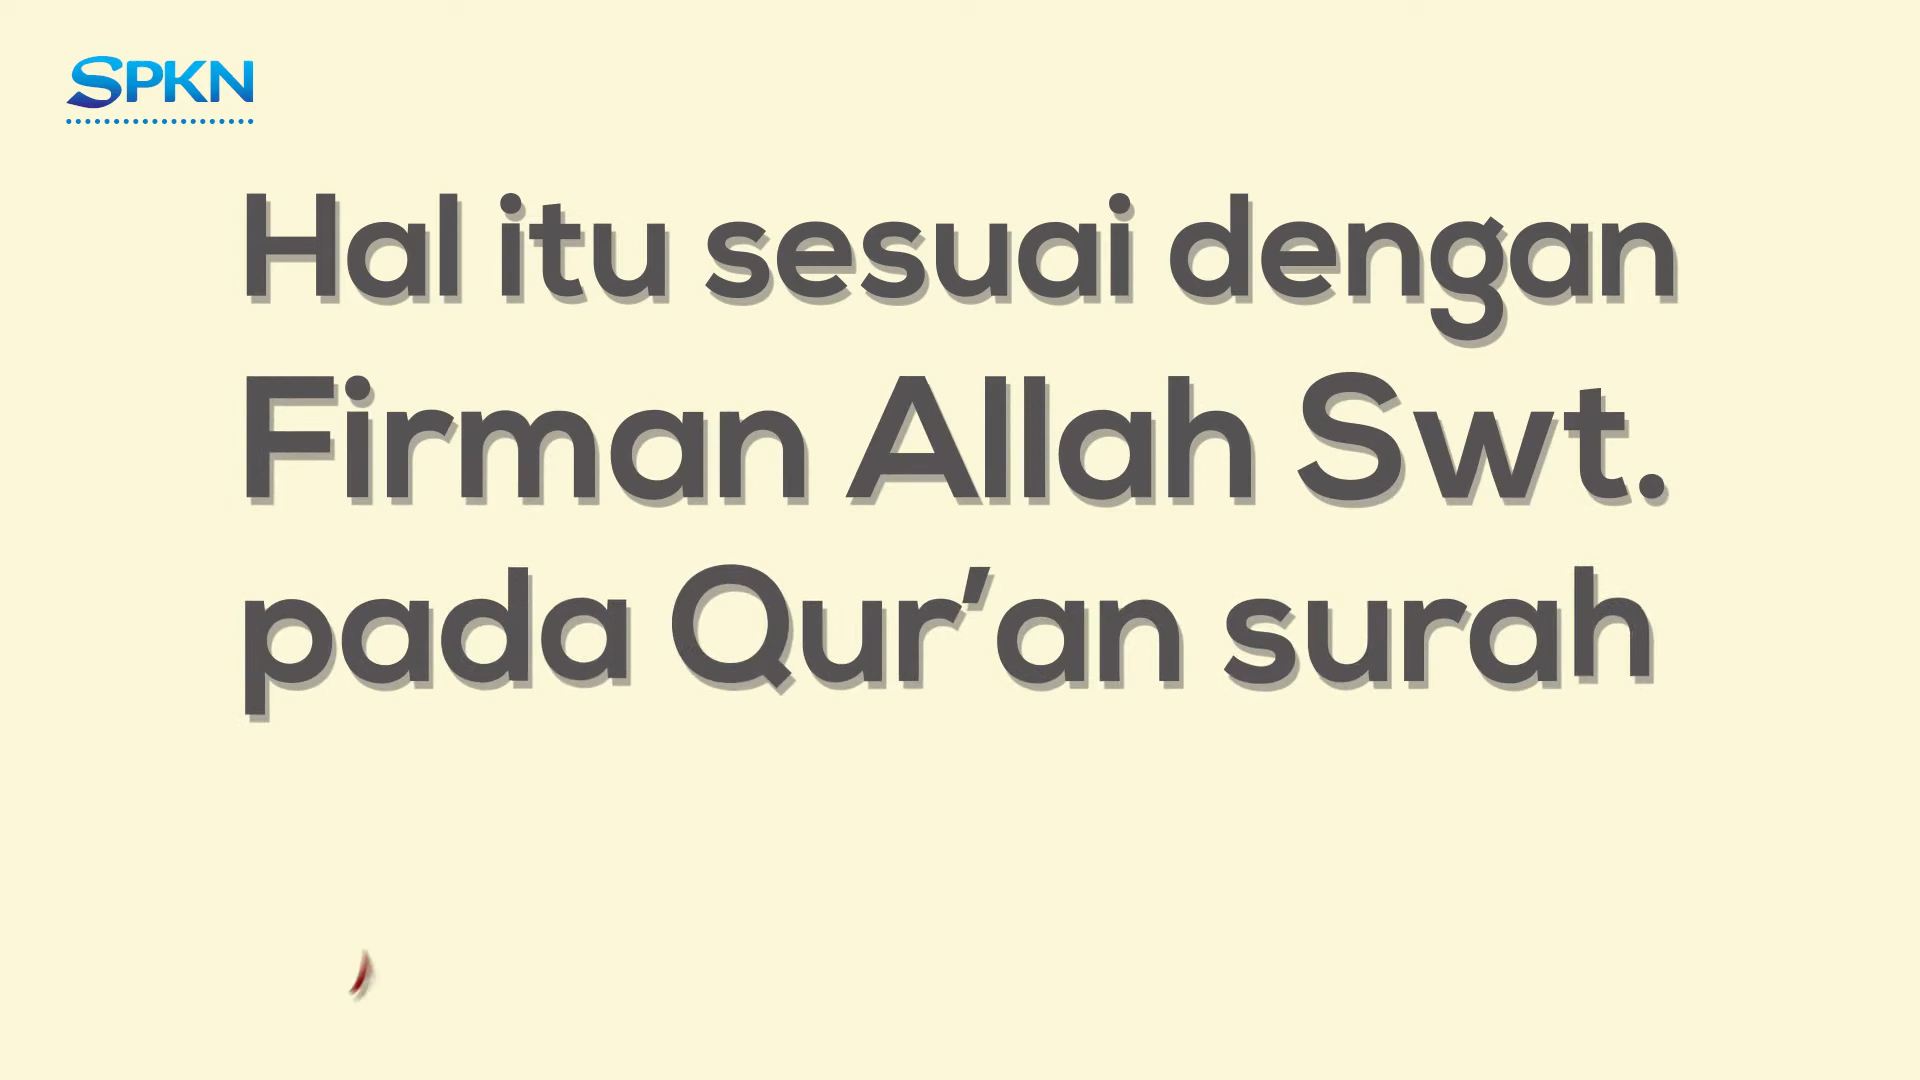 SPKN
Hal itu sesuai dengan
Firman Allah Swt.
pada Qur’an surah